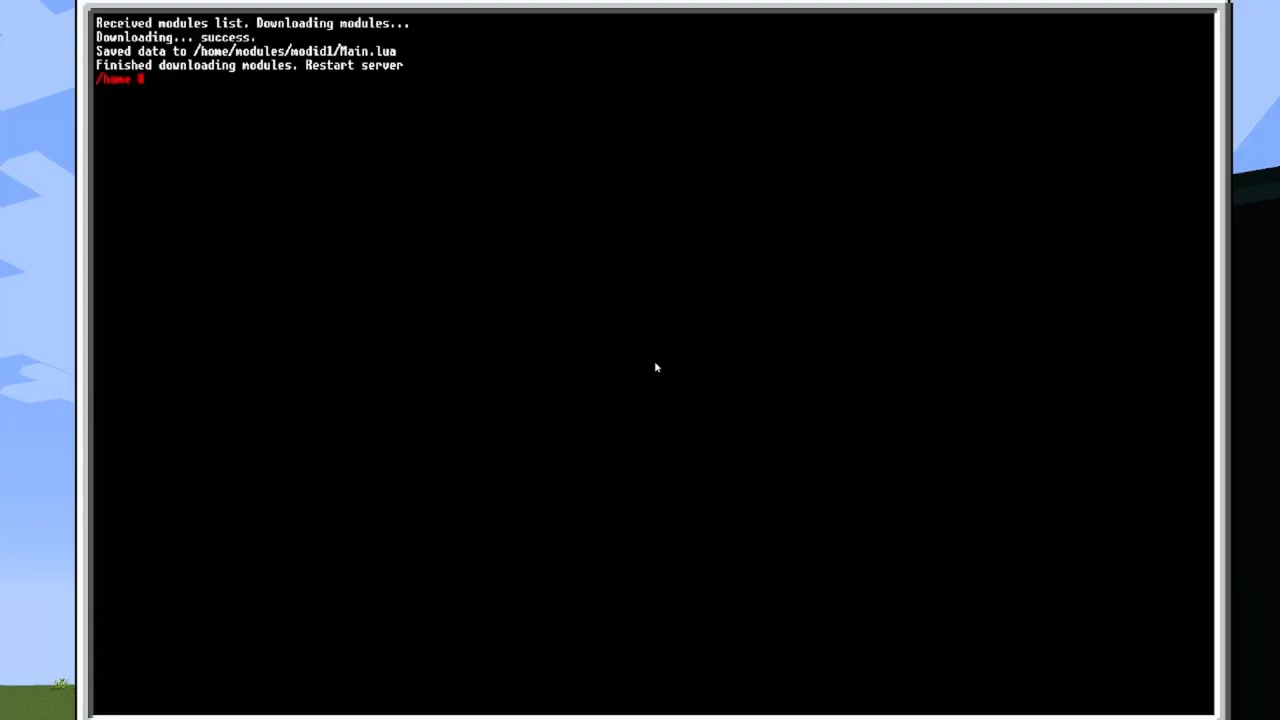 Received modules list. Downloading modules...
Downloading... success.
Saved data to /home/modules/modid1/Main.lua
Finished downloading modules. Restart server
/home #